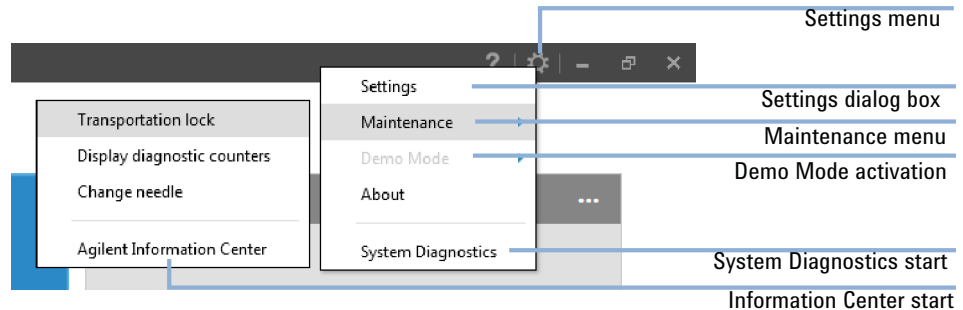 Settings menu
?
Settings
Settings dialog box
Transportation lock
Maintenance
Maintenance menu
Display diagnostic counters
Demo Mode
Demo Mode activation
Change needle
About
...
Agilent Information Center
System Diagnostics
System Diagnostics start
Information Center start